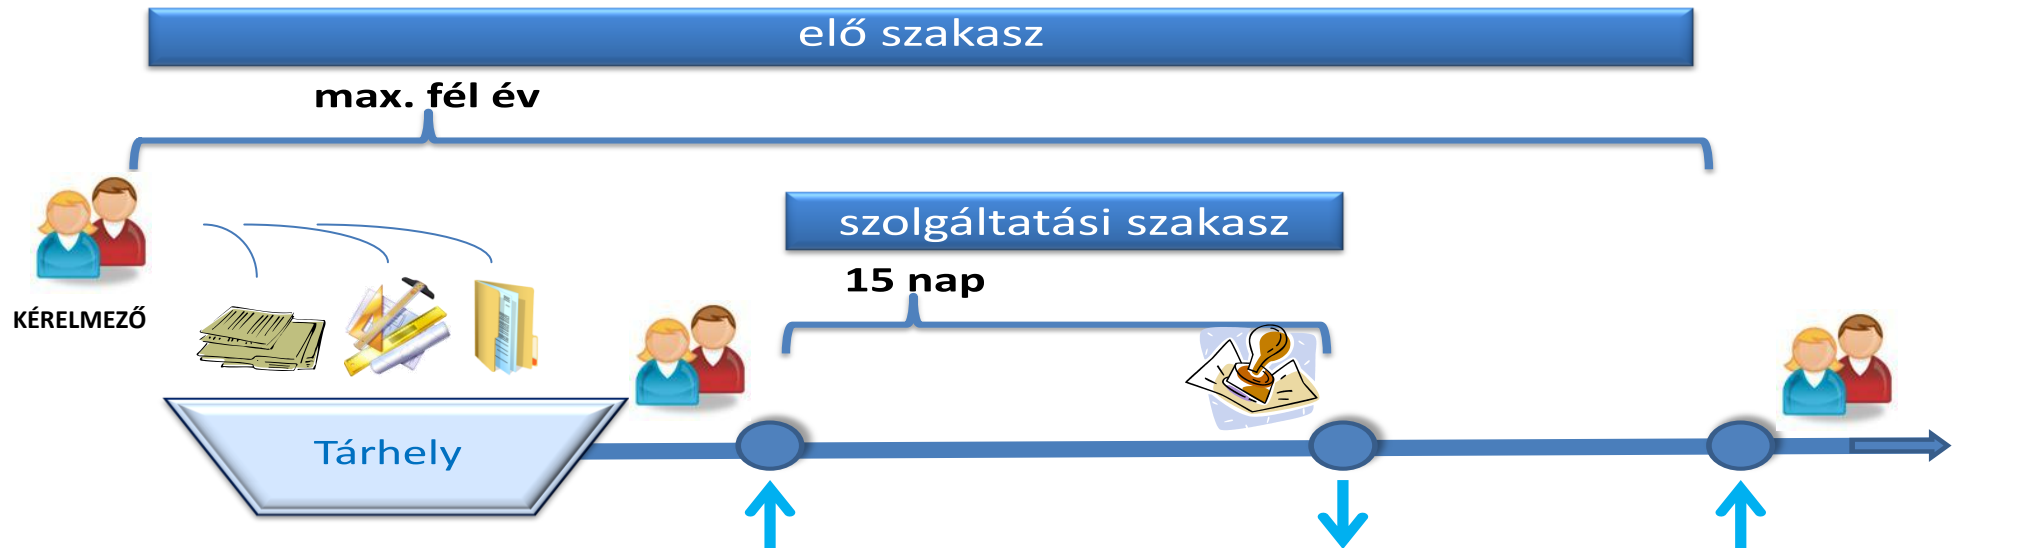 elő szakasz
max. fél év
szolgáltatási szakasz
15 nap
KÉRELMEZŐ
Tárhely